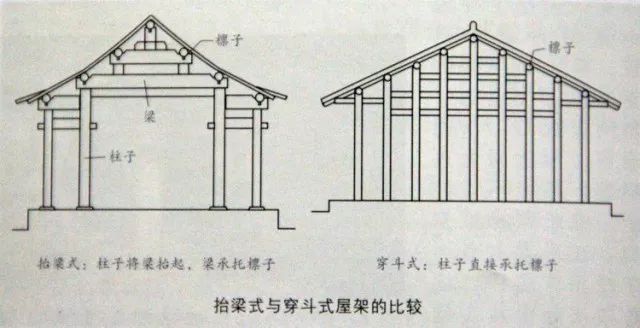 檩子
梁
柱子
檩子
抬梁式：柱子将梁抬起，梁承托檩子
穿斗式：柱子直接承托檩子
抬梁式与穿斗式屋架的比较